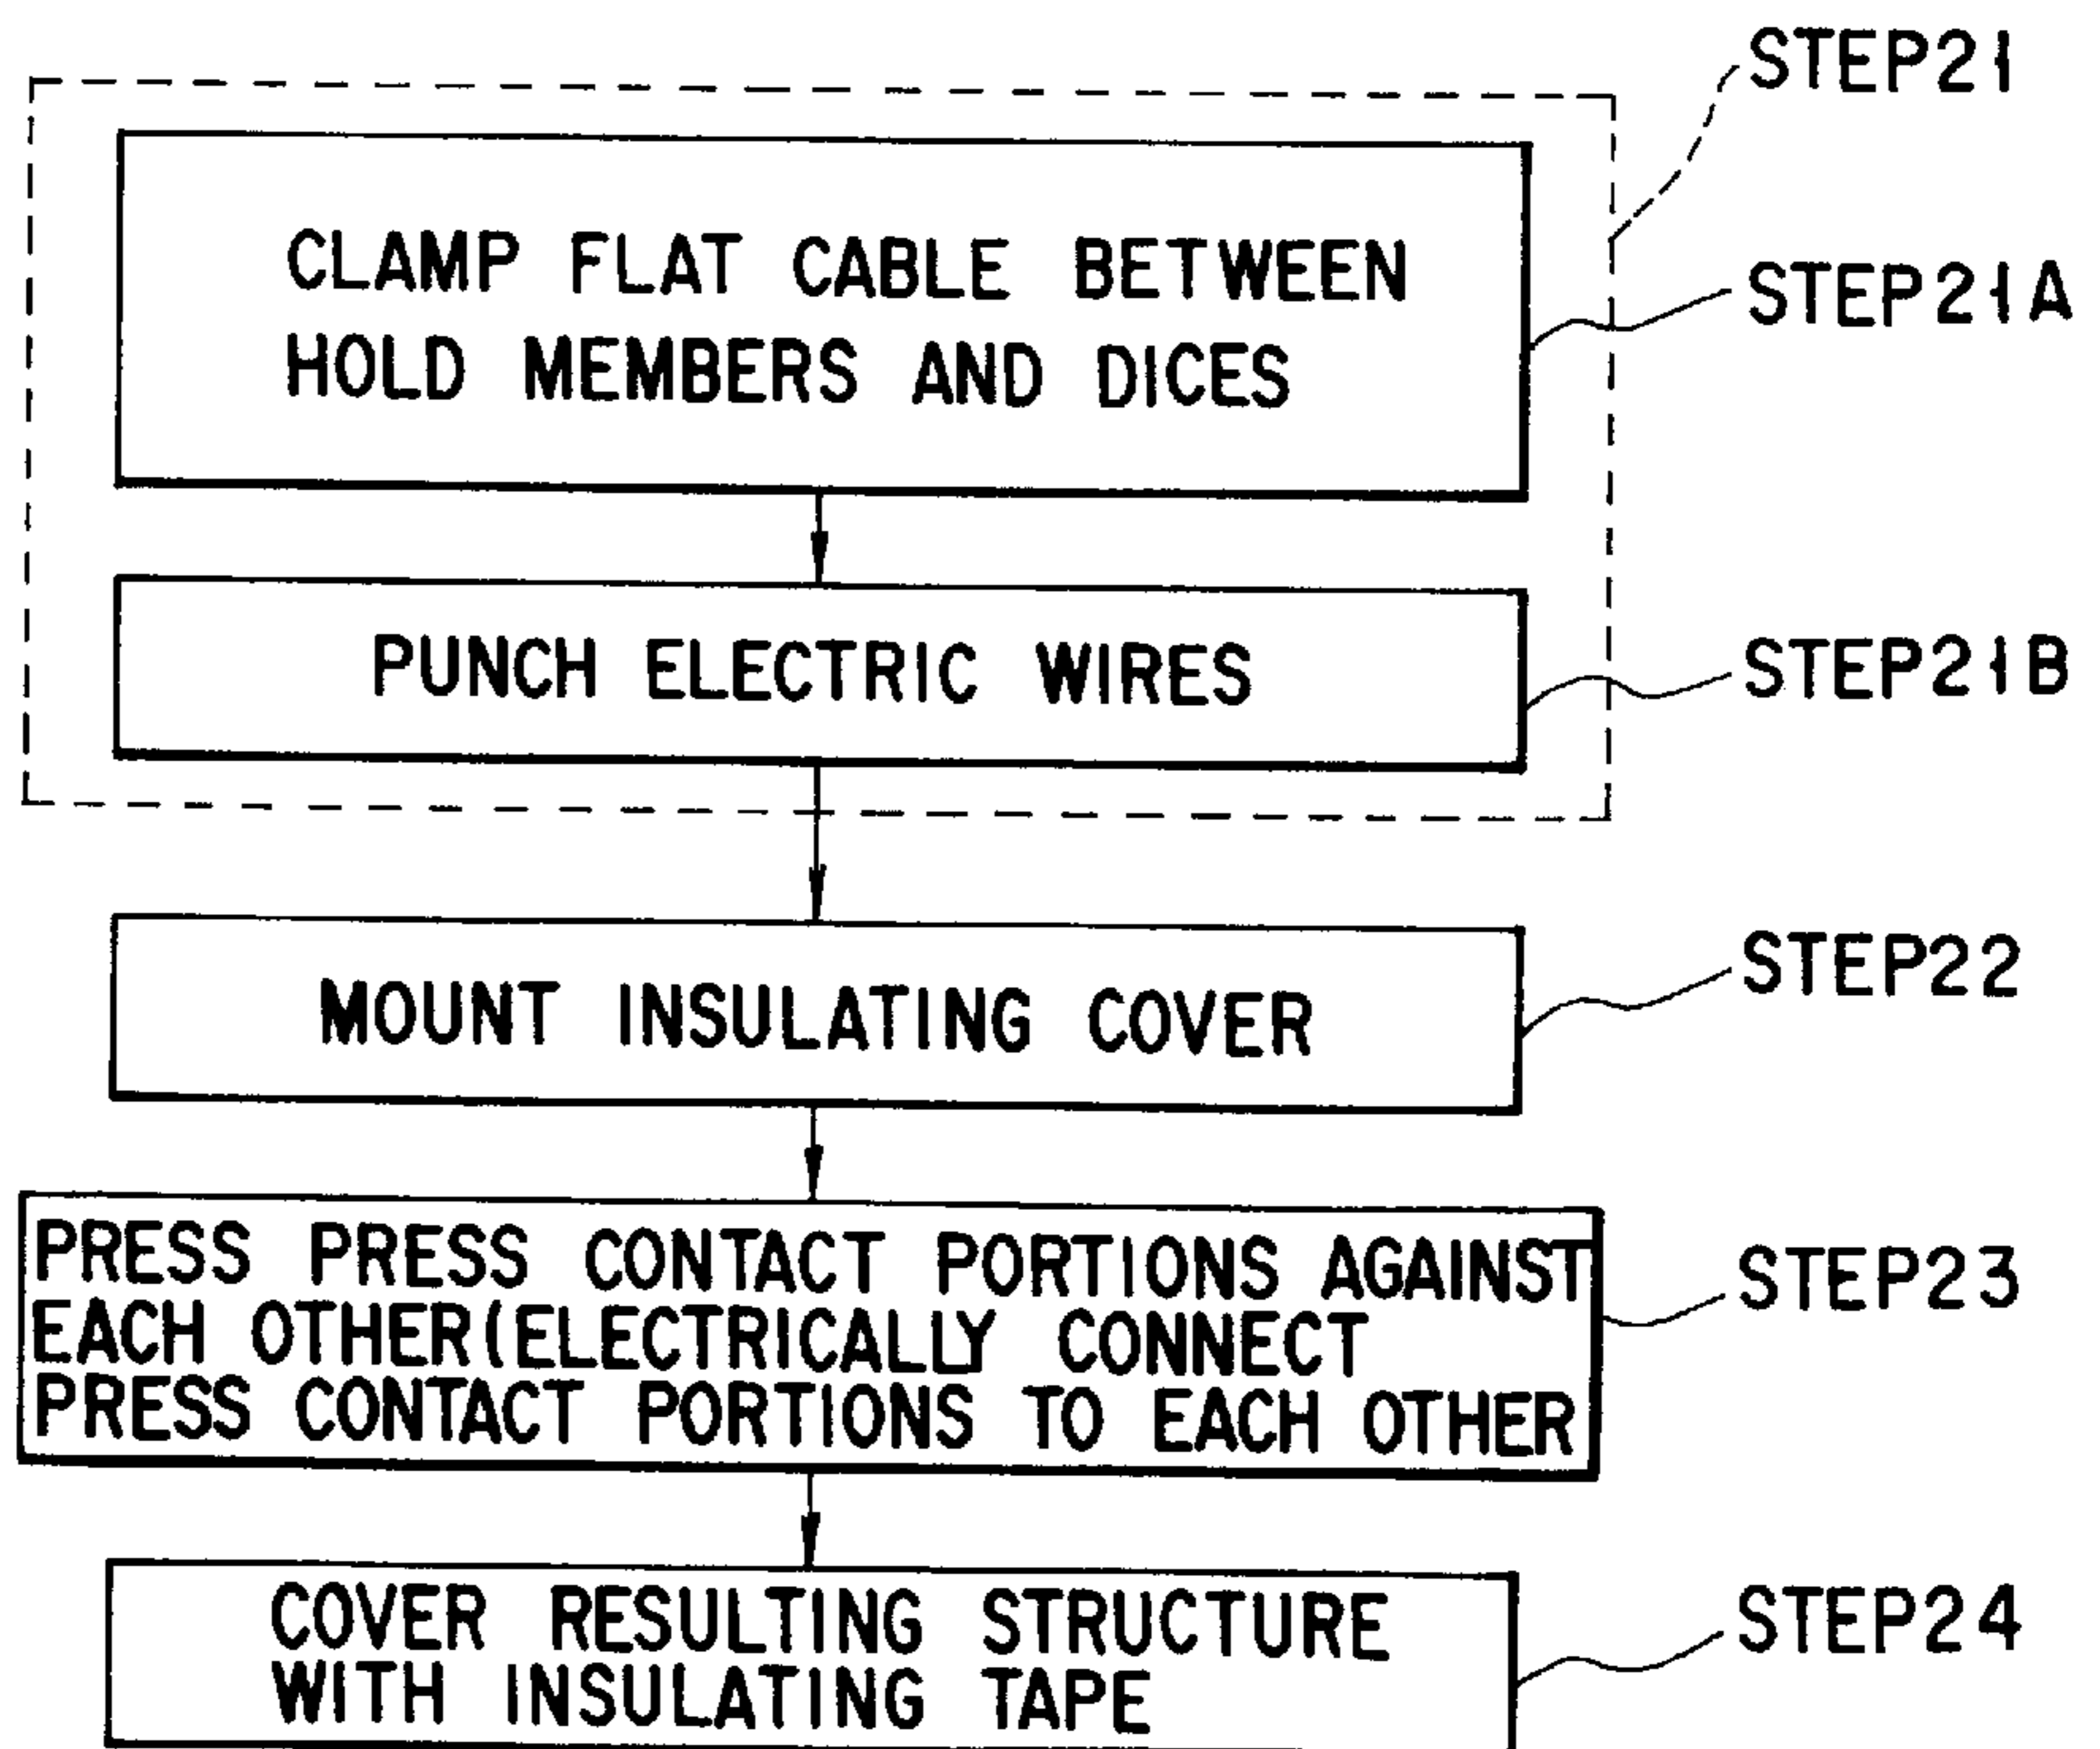 STEP21
CLAMP FLAT CABLE BETWEEN
HOLD MEMBERS AND DICES
STEP21A
PUNCH ELECTRIC WIRES
STEP21B
MOUNT INSULATING COVER
STEP22
PRESS PRESS CONTACT PORTIONS AGAINST
EACH OTHER(ELECTRICALLY CONNECT
PRESS CONTACT PORTIONS TO EACH OTHER
STEP23
COVER RESULTING STRUCTURE
WITH INSULATING TAPE
STEP24